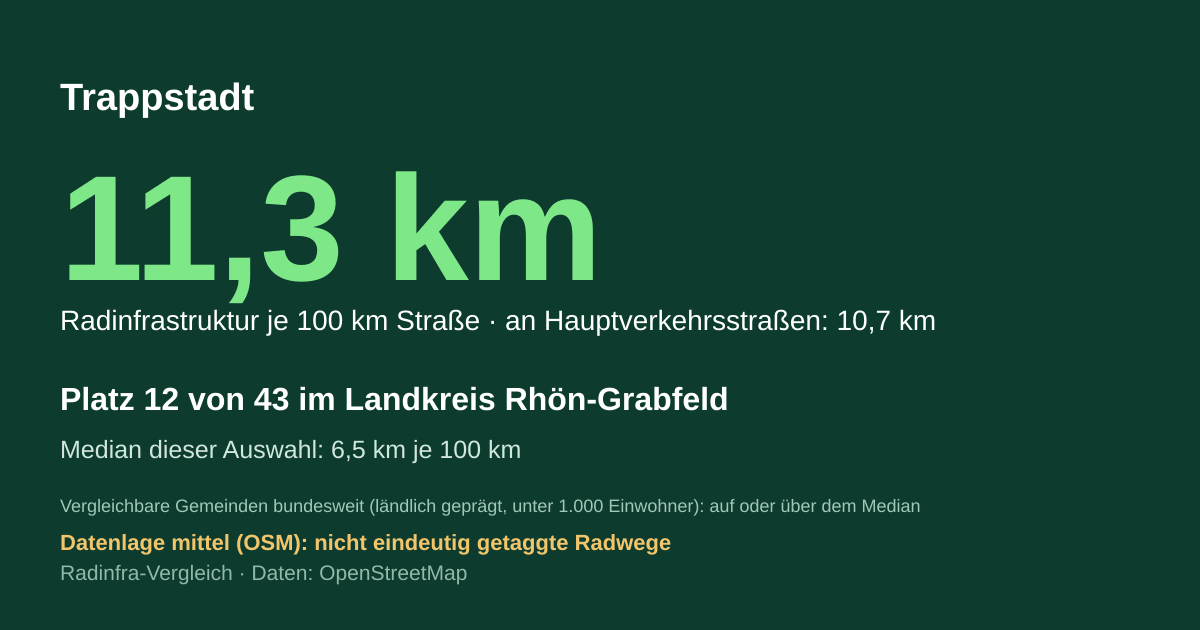 Trappstadt
11,3 km
Radinfrastruktur je 100 km Straße · an Hauptverkehrsstraßen: 10,7 km
Platz 12 von 43 im Landkreis Rhön-Grabfeld
Median dieser Auswahl: 6,5 km je 100 km
Vergleichbare Gemeinden bundesweit (ländlich geprägt, unter 1.000 Einwohner): auf oder über dem Median
Datenlage mittel (OSM): nicht eindeutig getaggte Radwege
Radinfra-Vergleich · Daten: OpenStreetMap